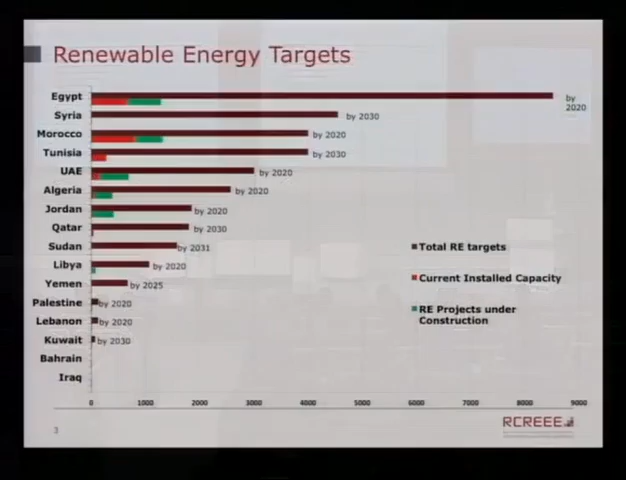 Renewable Energy Targets
Egypt
by
2020
Syria
by 2030
Morocco
by 2020
Tunisia
by 2030
UAE
by 2020
Algeria
by 2020
Jordan
by 2020
Qatar
by 2030
Sudan
by 2031
Libya
by 2020
Yemen
by 2025
Palestine
by 2020
Lebanon
by 2020
Kuwait
by 2030
Bahrain
Iraq
Total RE targets
Current Installed Capacity
RE Projects under
Construction
0 1000 2000 3000 4000 5000 6000 7000 8000 9000
3
RCREEE